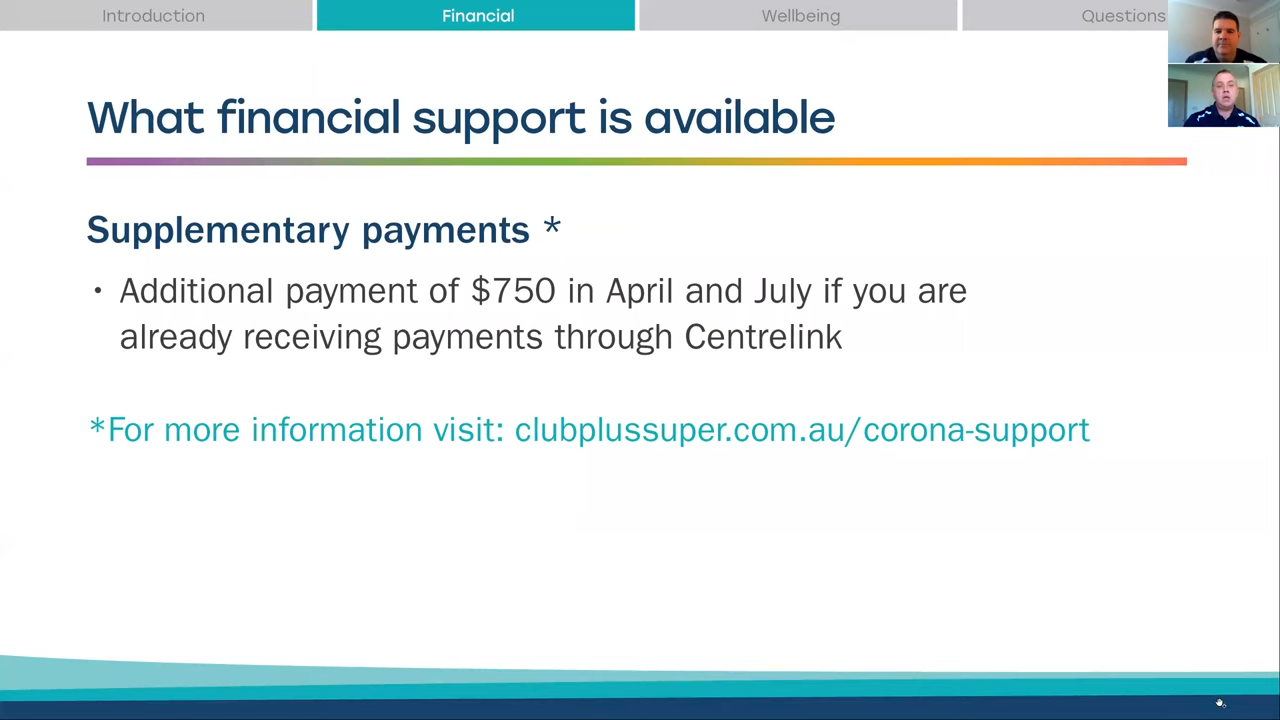 Introduction
Financial
Wellbeing
Questions
What financial support is available
Supplementary payments *
• Additional payment of $750 in April and July if you are
already receiving payments through Centrelink
*For more information visit: clubplussuper.com.au/corona-support